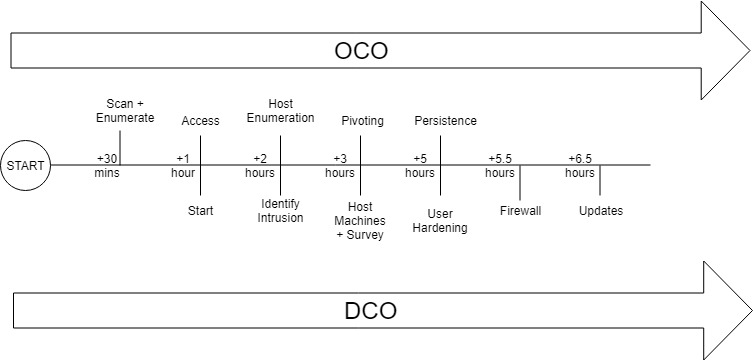 OCO
Scan +
Enumerate
Access
Host
Enumeration
Pivoting
Persistence
START
+30
mins
+1
hour
+2
hours
+3
hours
+5
hours
+5.5
hours
+6.5
hours
Start
Identify
Intrusion
Host
Machines
+ Survey
User
Hardening
Firewall
Updates
DCO